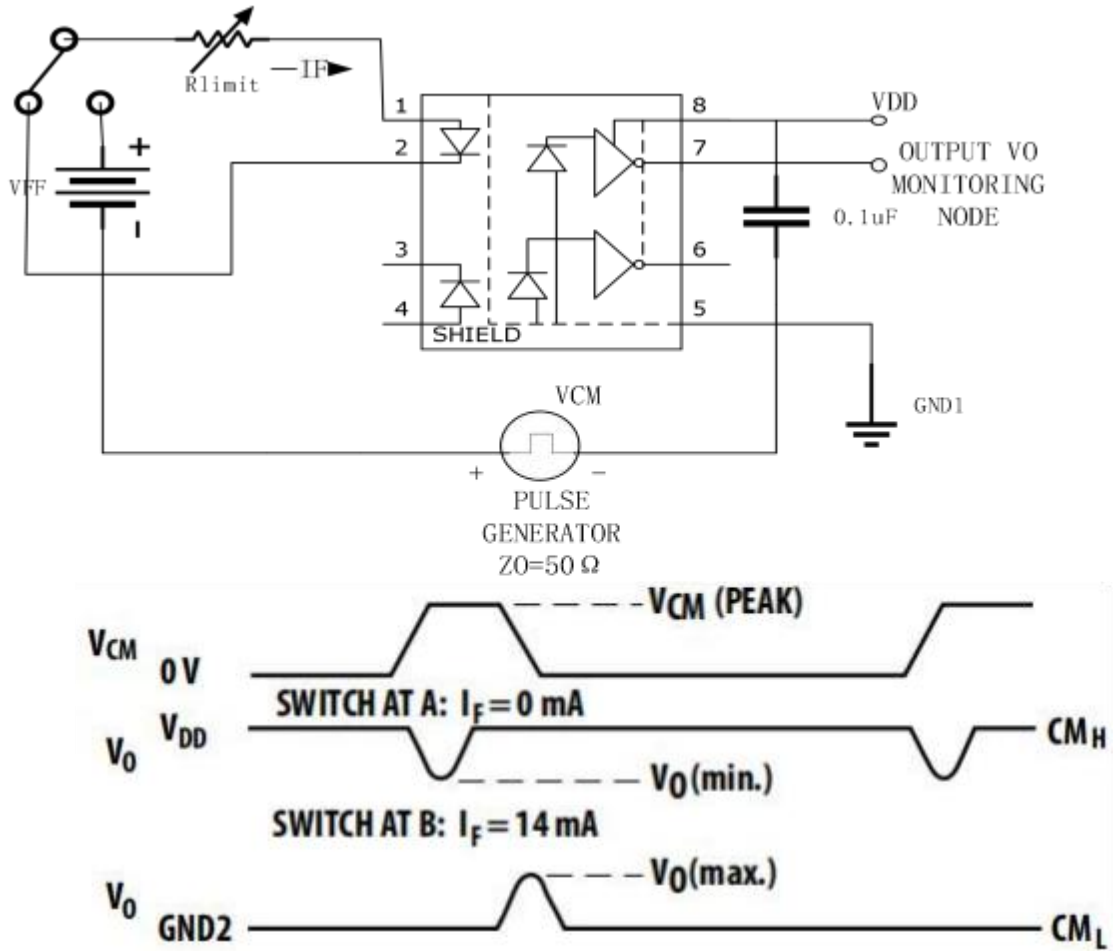 Rlimit
IF
1
2
3
4
8
7
6
5
SHIELD
VFF
+
-
VDD
OUTPUT VO
MONITORING
NODE
0.1uF
GND1
VCM
+ -
PULSE
GENERATOR
ZO=50 Ω
VCM (PEAK)
VCM 0 V
SWITCH AT A: IF = 0 mA
VO VDD CMH
VO(min.)
SWITCH AT B: IF = 14 mA
VO(max.)
VO GND2 CML